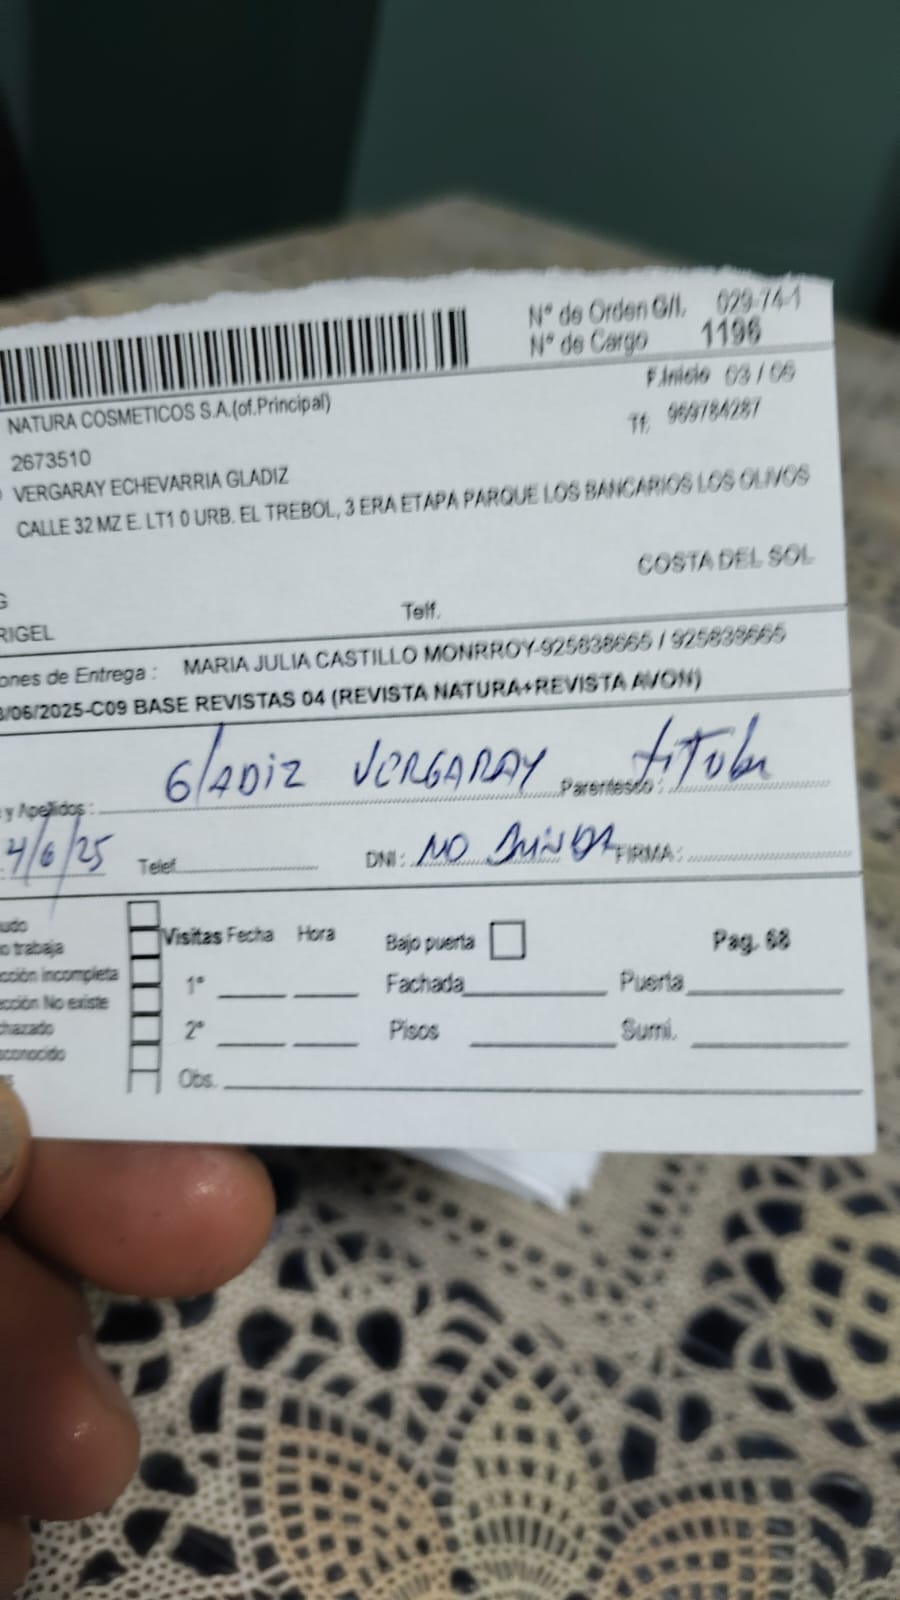 N° de Orden G/I. 029-74-1
N° de Cargo 1196
F.Inicio 03 / 06
NATURA COSMETICOS S.A.(of.Principal)
Tf. 969784287
2673510
VERGARAY ECHEVARRIA GLADIZ
CALLE 32 MZ E. LT1 0 URB. EL TREBOL, 3 ERA ETAPA PARQUE LOS BANCARIOS LOS OLIVOS
COSTA DEL SOL
G
Telf.
RIGEL
ones de Entrega : MARIA JULIA CASTILLO MONRROY-925838665 / 925838665
3/06/2025-C09 BASE REVISTAS 04 (REVISTA NATURA+REVISTA AVON)
y Apellidos : GlADiZ VERGARAY Parentesco : titular
4/6/25 Telef. DNI : NO BRINDA FIRMA :
udo
o trabaja Visitas Fecha Hora Bajo puerta Pag. 68
cción incompleta 1° Fachada Puerta
cción No existe
chazado 2° Pisos Sumi.
sconocido
Obs.